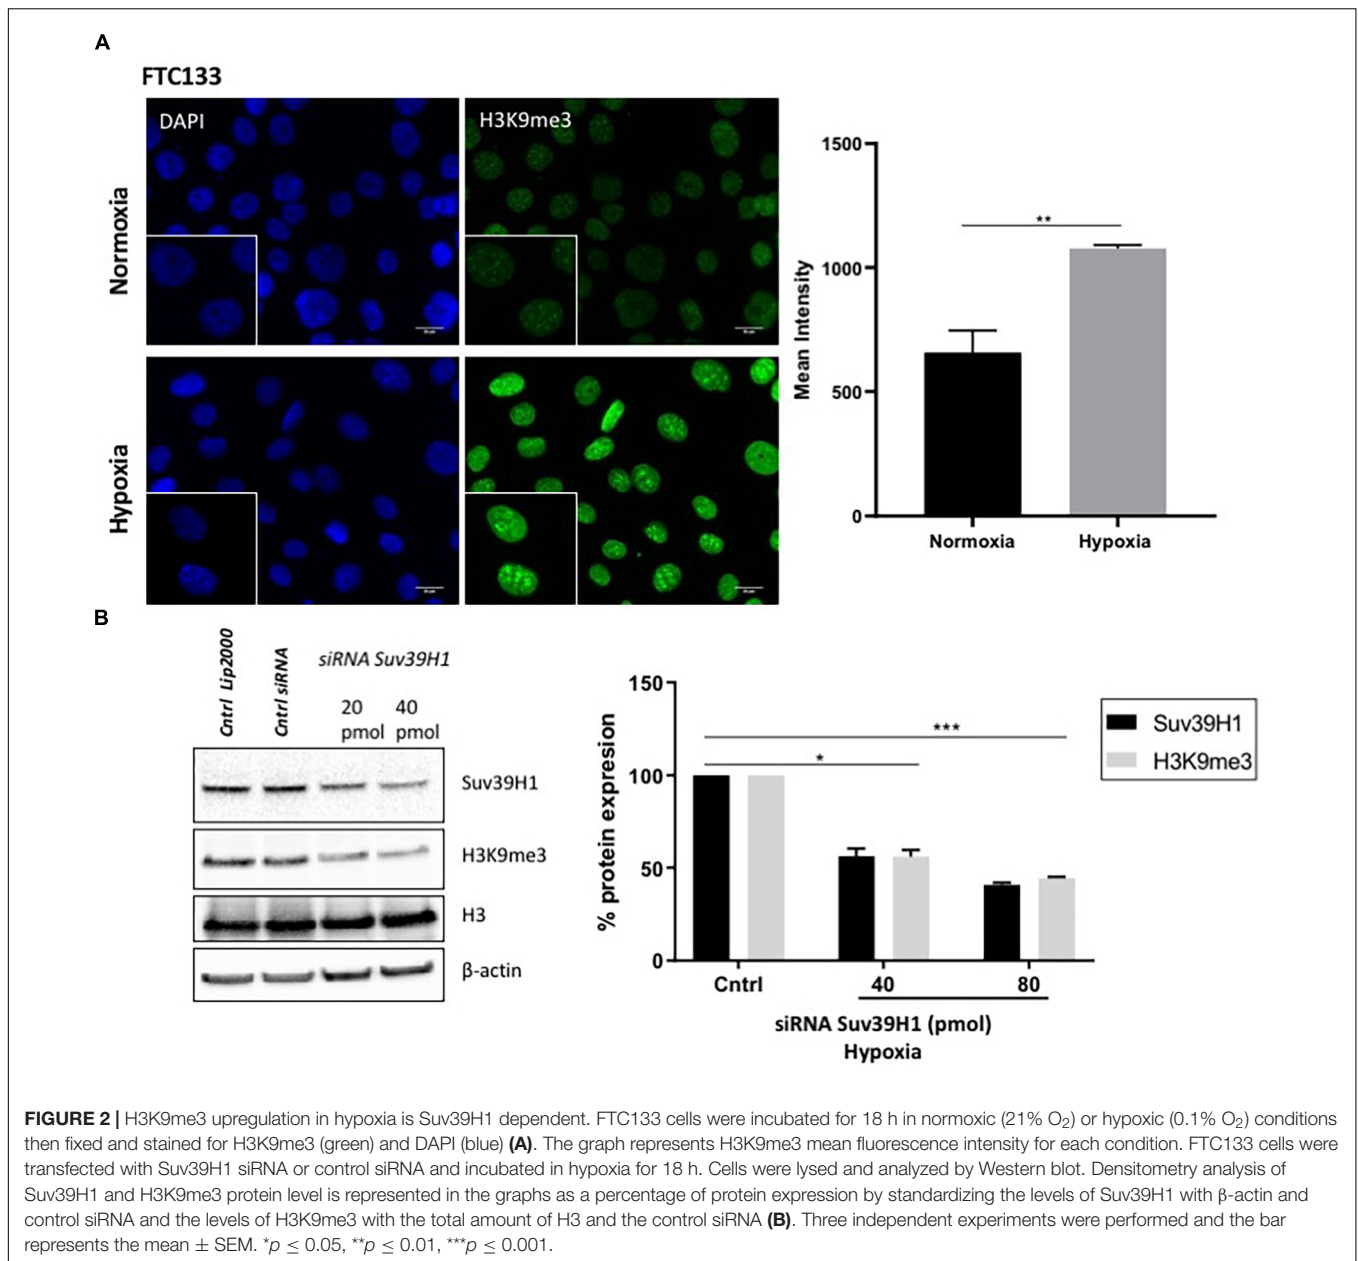 A
FTC133
DAPI
H3K9me3
Normoxia
Hypoxia
1500
1000
500
0
Mean Intensity
**
Normoxia
Hypoxia
B
Cntrl Lip2000
Cntrl siRNA
siRNA Suv39H1
20 pmol
40 pmol
Suv39H1
H3K9me3
H3
β-actin
150
100
50
0
% protein expresion
***
*
Suv39H1
H3K9me3
Cntrl
40
80
siRNA Suv39H1 (pmol)
Hypoxia
FIGURE 2 | H3K9me3 upregulation in hypoxia is Suv39H1 dependent. FTC133 cells were incubated for 18 h in normoxic (21% O₂) or hypoxic (0.1% O₂) conditions
then fixed and stained for H3K9me3 (green) and DAPI (blue) (A). The graph represents H3K9me3 mean fluorescence intensity for each condition. FTC133 cells were
transfected with Suv39H1 siRNA or control siRNA and incubated in hypoxia for 18 h. Cells were lysed and analyzed by Western blot. Densitometry analysis of
Suv39H1 and H3K9me3 protein level is represented in the graphs as a percentage of protein expression by standardizing the levels of Suv39H1 with β-actin and
control siRNA and the levels of H3K9me3 with the total amount of H3 and the control siRNA (B). Three independent experiments were performed and the bar
represents the mean ± SEM. *p ≤ 0.05, **p ≤ 0.01, ***p ≤ 0.001.